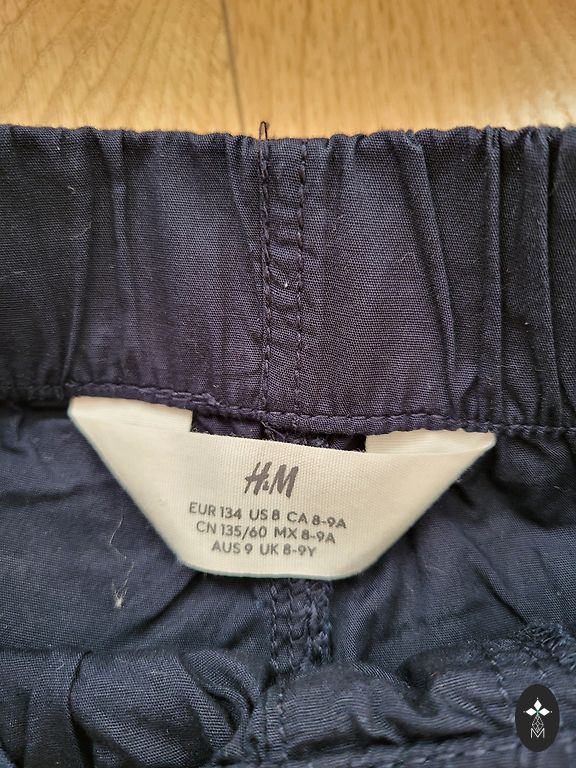 H&M
EUR 134 US 8 CA 8-9A
CN 135/60 MX 8-9A
AUS 9 UK 8-9Y
M